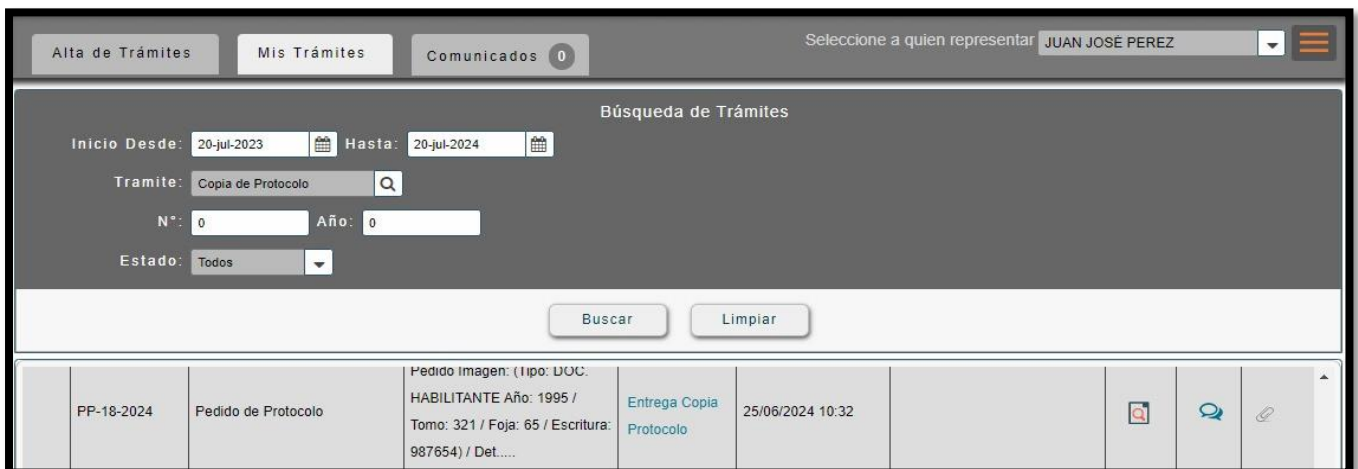 Alta de Trámites Mis Trámites Comunicados 0 Seleccione a quien representar JUAN JOSÉ PEREZ
Búsqueda de Trámites
Inicio Desde: 20-jul-2023 Hasta: 20-jul-2024
Tramite: Copia de Protocolo
N°: 0 Año: 0
Estado: Todos
Buscar Limpiar
Pedido Imagen: (Tipo: DOC.
HABILITANTE Año: 1995 /
Tomo: 321 / Foja: 65 / Escritura:
987654) / Det.....
PP-18-2024
Pedido de Protocolo
Entrega Copia
Protocolo
25/06/2024 10:32